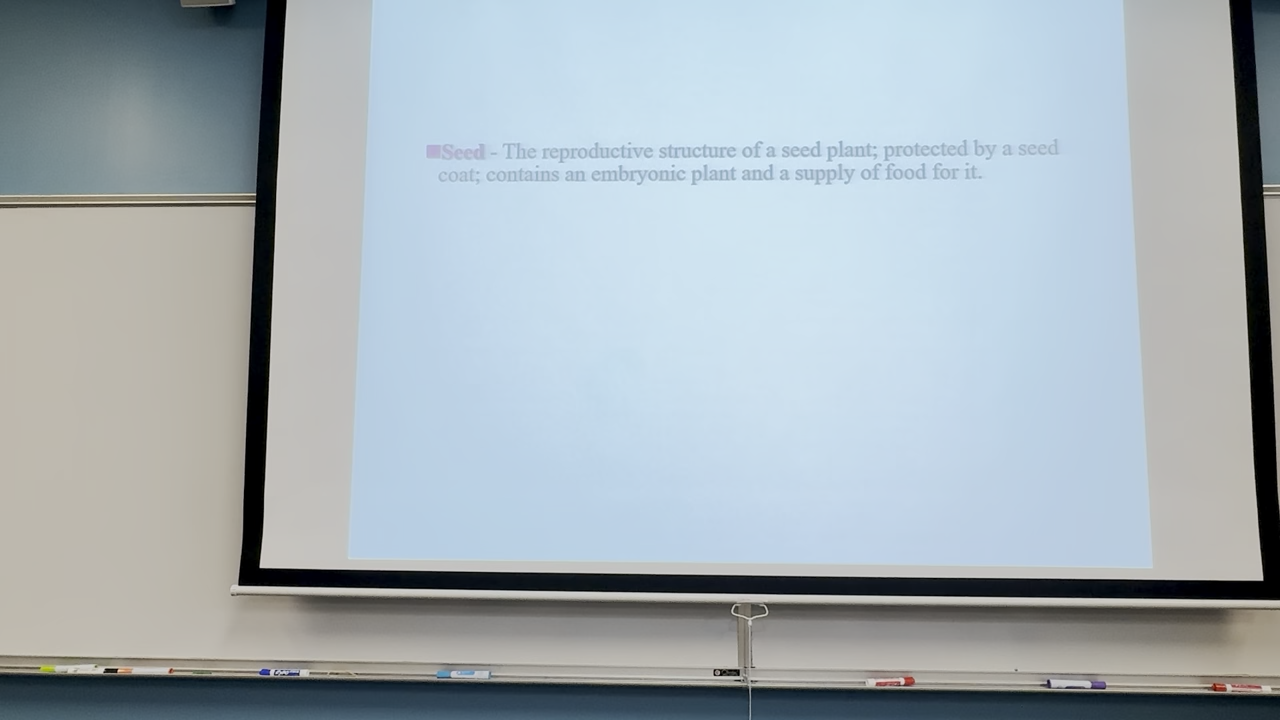 Seed - The reproductive structure of a seed plant; protected by a seed
coat; contains an embryonic plant and a supply of food for it.